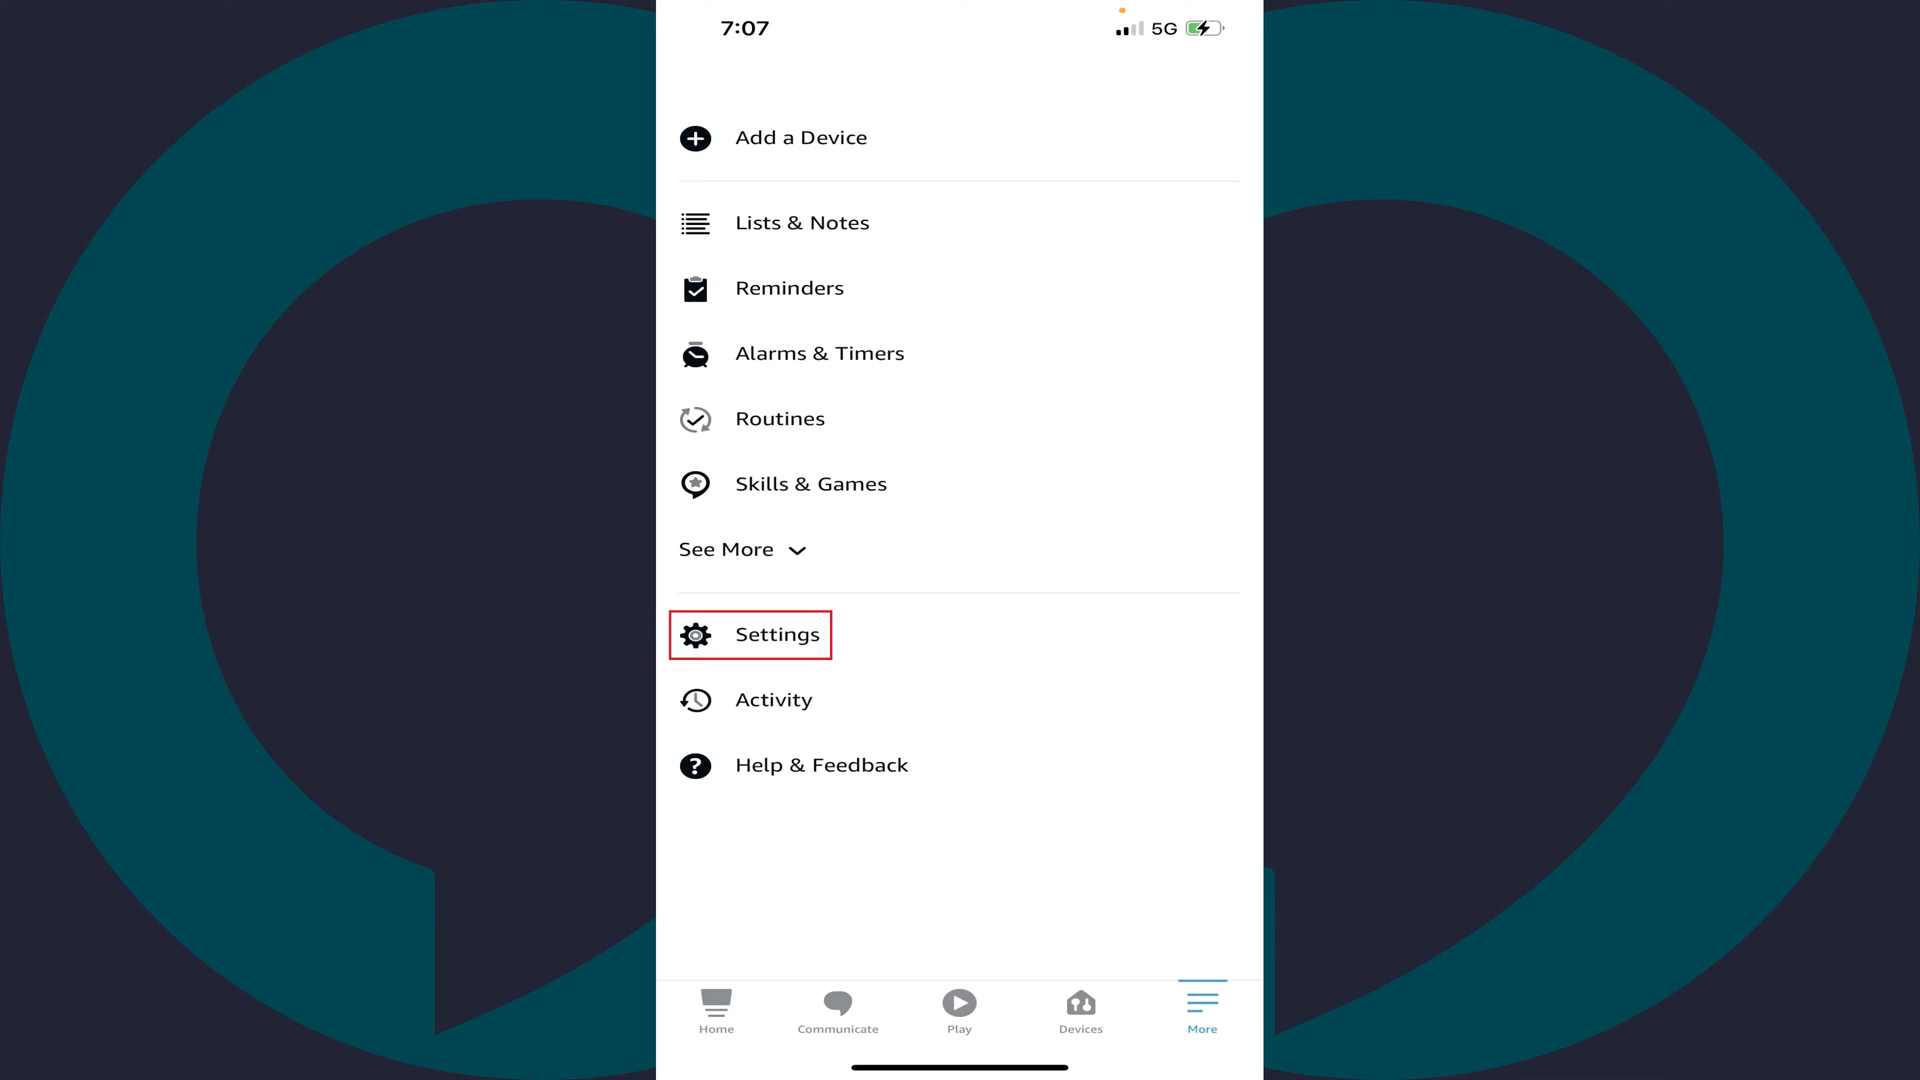 7:07
5G
Add a Device
Lists & Notes
Reminders
Alarms & Timers
Routines
Skills & Games
See More
Settings
Activity
Help & Feedback
Home
Communicate
Play
Devices
More